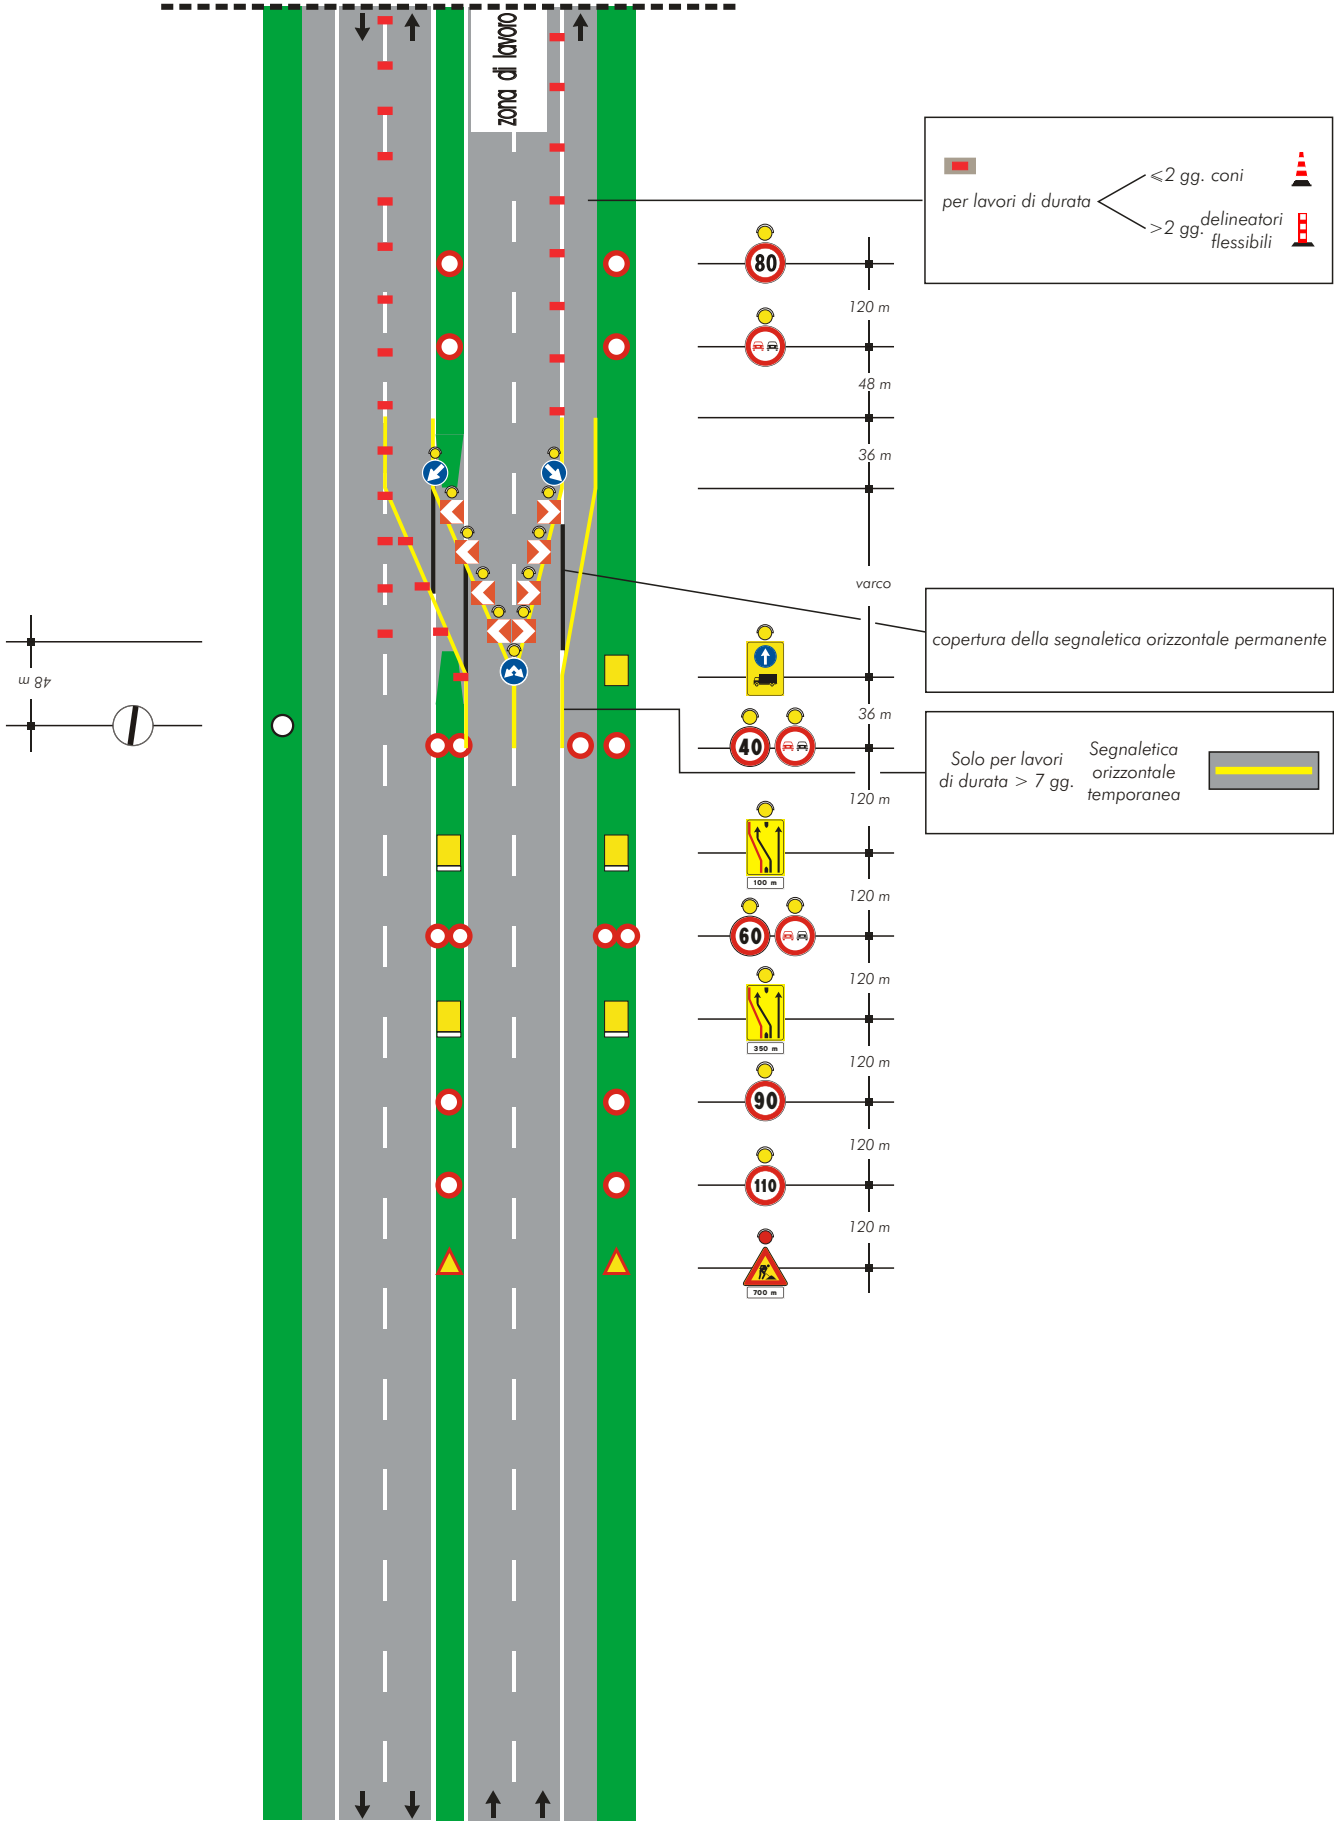 zona di lavoro
per lavori di durata
⩽2 gg. coni
>2 gg. delineatori
flessibili
80
120 m
48 m
36 m
varco
copertura della segnaletica orizzontale permanente
48 m
36 m
40
Solo per lavori
di durata > 7 gg.
Segnaletica
orizzontale
temporanea
120 m
100 m
120 m
60
120 m
350 m
120 m
90
120 m
110
120 m
700 m